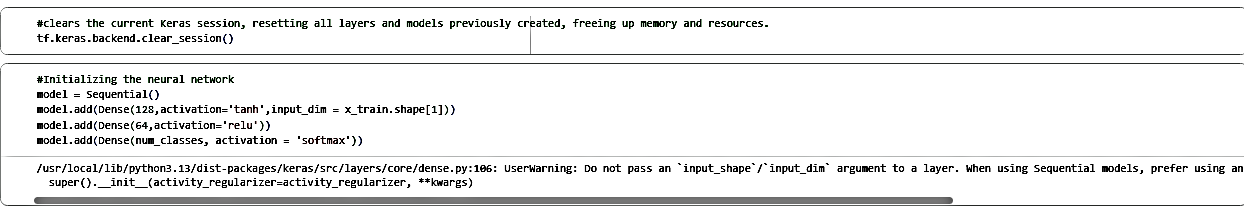 #clears the current Keras session, resetting all layers and models previously created, freeing up memory and resources.
tf.keras.backend.clear_session()
#Initializing the neural network
model = Sequential()
model.add(Dense(128,activation='tanh',input_dim = x_train.shape[1]))
model.add(Dense(64,activation='relu'))
model.add(Dense(num_classes, activation = 'softmax'))
/usr/local/lib/python3.13/dist-packages/keras/src/layers/core/dense.py:106: UserWarning: Do not pass an `input_shape`/`input_dim` argument to a layer. When using Sequential models, prefer using an
super().__init__(activity_regularizer=activity_regularizer, **kwargs)